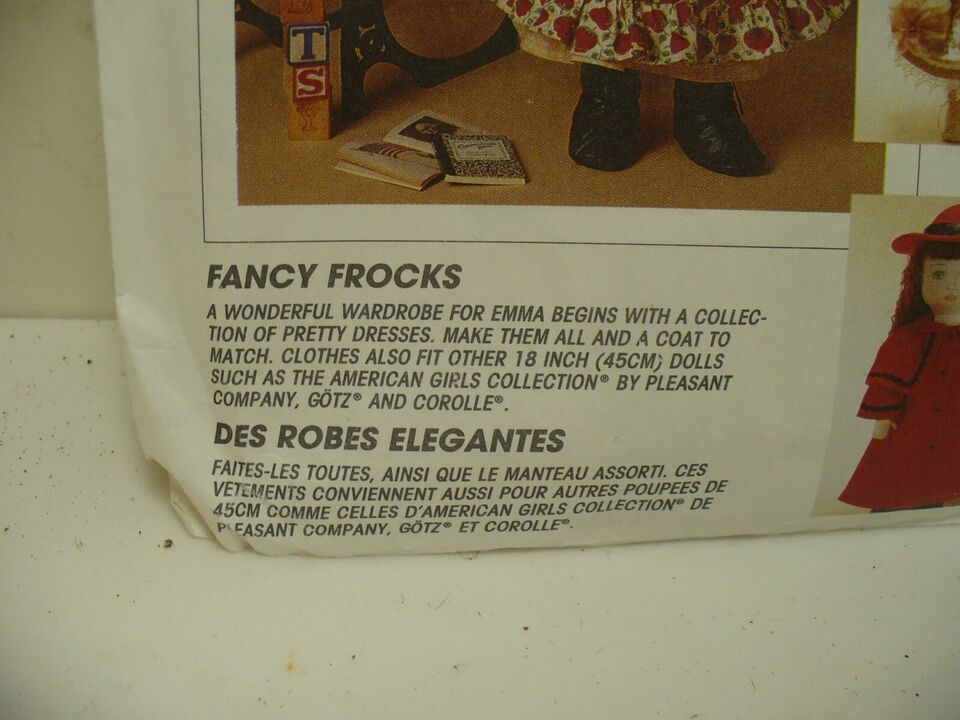 T
S
Y
FANCY FROCKS
A WONDERFUL WARDROBE FOR EMMA BEGINS WITH A COLLEC-
TION OF PRETTY DRESSES. MAKE THEM ALL AND A COAT TO
MATCH. CLOTHES ALSO FIT OTHER 18 INCH (45CM) DOLLS
SUCH AS THE AMERICAN GIRLS COLLECTION® BY PLEASANT
COMPANY, GÖTZ® AND COROLLE®.
DES ROBES ELEGANTES
FAITES-LES TOUTES, AINSI QUE LE MANTEAU ASSORTI. CES
VETEMENTS CONVIENNENT AUSSI POUR AUTRES POUPEES DE
45CM COMME CELLES D'AMERICAN GIRLS COLLECTION® DE
PLEASANT COMPANY, GÖTZ® ET COROLLE®.